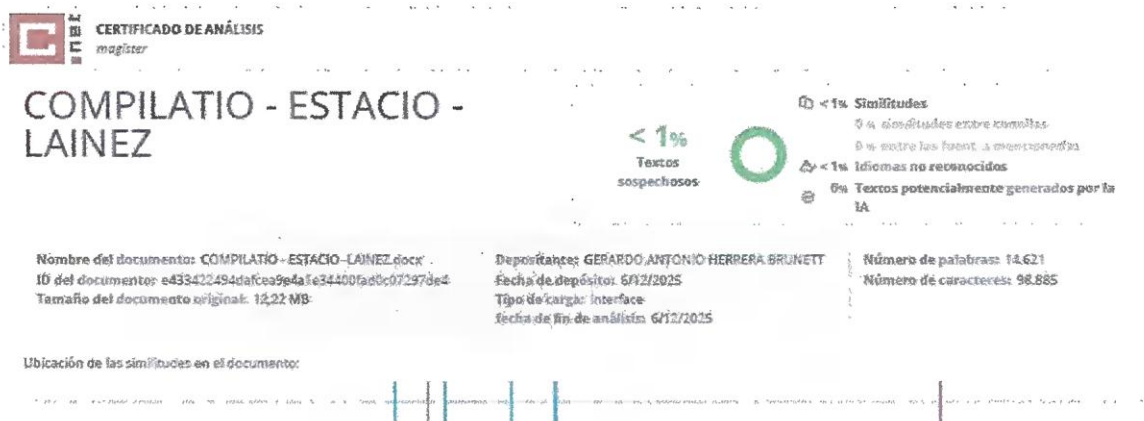 CERTIFICADO DE ANÁLISIS
magister
COMPILATIO - ESTACIO -
LAINEZ
< 1%
Textos
sospechosos
< 1% Similitudes
0 % similitudes entre comillas
0 % entre las mencionadas
< 1% Idiomas no reconocidos
0% Textos potencialmente generados por la
IA
Nombre del documento: COMPILATIO - ESTACIO - LAINEZ.docx
ID del documento:
Tamaño del documento original: 12,22 MB
Depositante: GERARDO ANTONIO HERRERA BRUNETT
Fecha de depósito: 6/12/2025
Tipo de carga: interface
fecha de fin de análisis: 6/12/2025
Número de palabras: 14.621
Número de caracteres: 98.885
Ubicación de las similitudes en el documento: